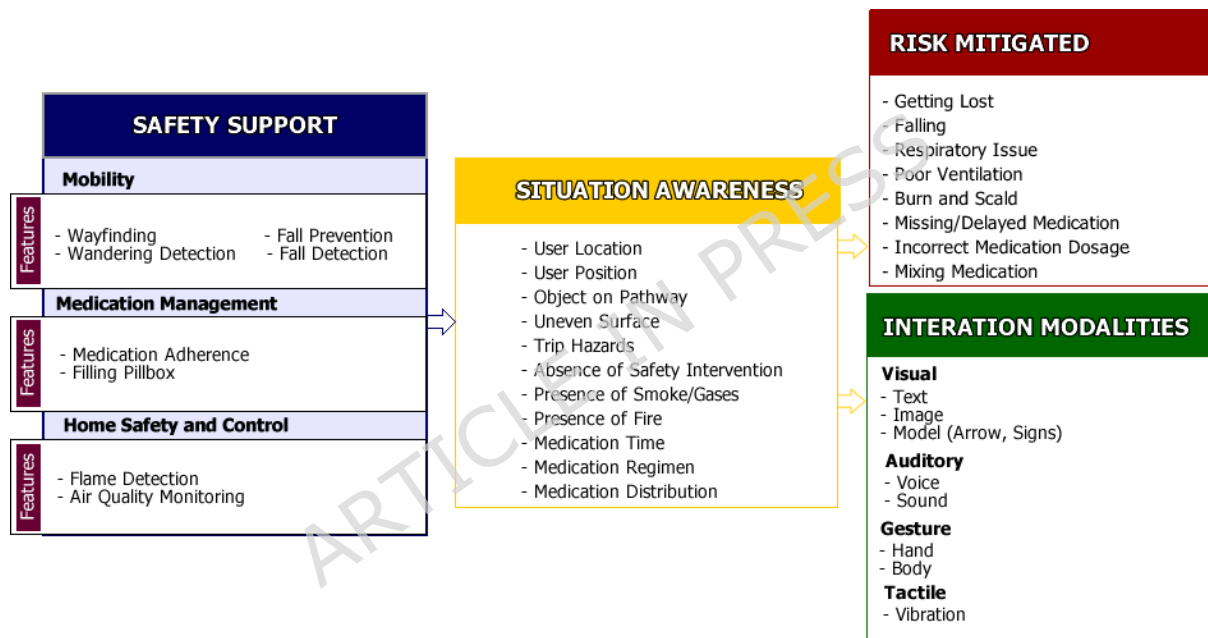 SAFETY SUPPORT
Mobility
Features
- Wayfinding
- Wandering Detection
- Fall Prevention
- Fall Detection
Medication Management
Features
- Medication Adherence
- Filling Pillbox
Home Safety and Control
Features
- Flame Detection
- Air Quality Monitoring
SITUATION AWARENESS
- User Location
- User Position
- Object on Pathway
- Uneven Surface
- Trip Hazards
- Absence of Safety Intervention
- Presence of Smoke/Gases
- Presence of Fire
- Medication Time
- Medication Regimen
- Medication Distribution
RISK MITIGATED
- Getting Lost
- Falling
- Respiratory Issue
- Poor Ventilation
- Burn and Scald
- Missing/Delayed Medication
- Incorrect Medication Dosage
- Mixing Medication
INTERATION MODALITIES
Visual
- Text
- Image
- Model (Arrow, Signs)
Auditory
- Voice
- Sound
Gesture
- Hand
- Body
Tactile
- Vibration
ARTICLE IN PRESS